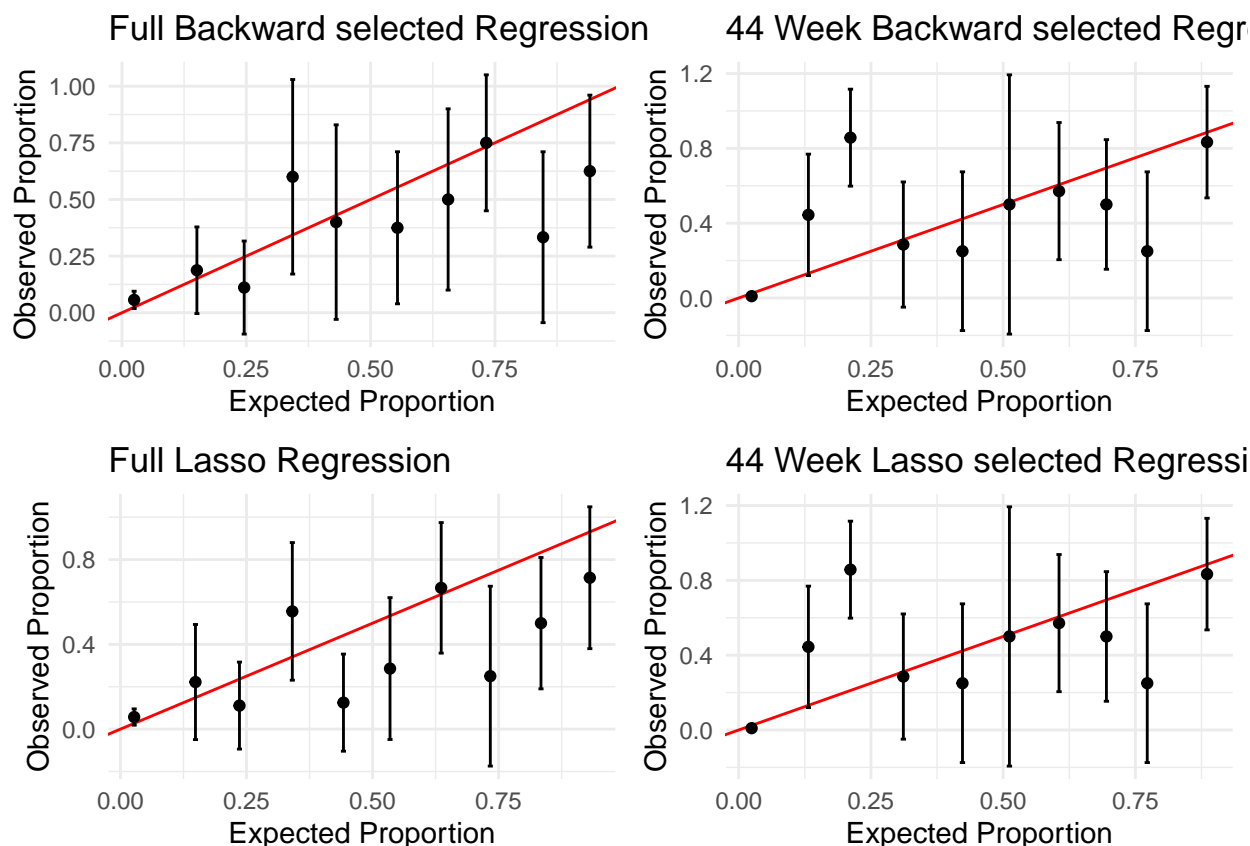 Full Backward selected Regression
Observed Proportion
1.00
0.75
0.50
0.25
0.00
0.00 0.25 0.50 0.75
Expected Proportion
44 Week Backward selected Regre
Observed Proportion
1.2
0.8
0.4
0.0
0.00 0.25 0.50 0.75
Expected Proportion
Full Lasso Regression
Observed Proportion
0.8
0.4
0.0
0.00 0.25 0.50 0.75
Expected Proportion
44 Week Lasso selected Regressi
Observed Proportion
1.2
0.8
0.4
0.0
0.00 0.25 0.50 0.75
Expected Proportion